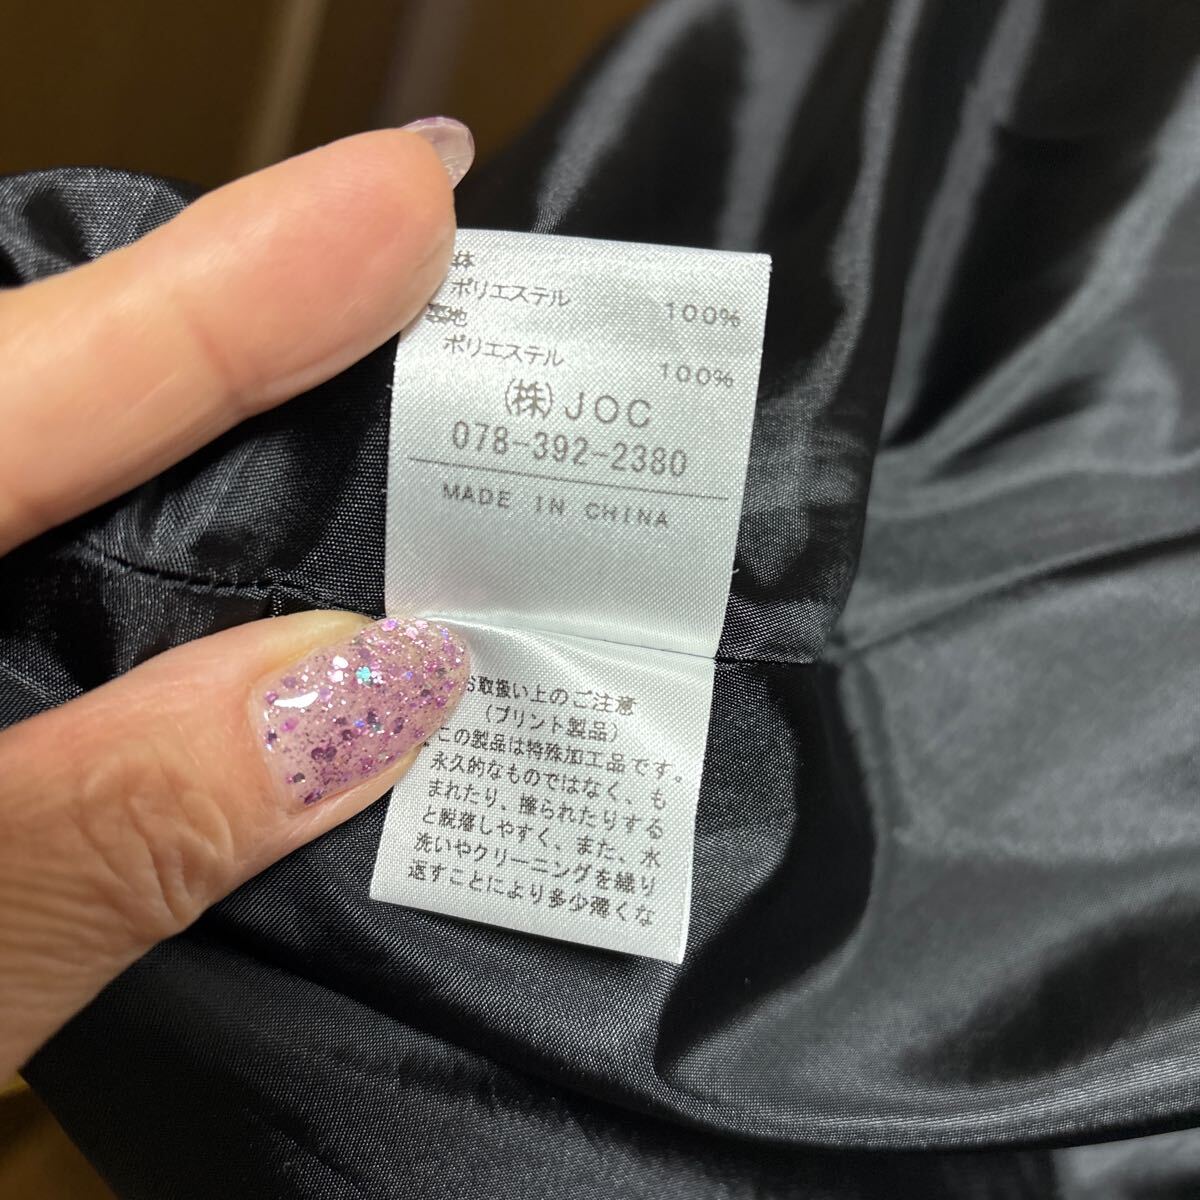 体
ポリエステル 100%
裏地
ポリエステル 100%
(株)JOC
078-392-2380
MADE IN CHINA
お取扱い上のご注意
(プリント製品)
この製品は特殊加工品です。
永久的なものではなく、も
まれたり、擦られたりする
と脱落しやすく、また、水
洗いやクリーニングを繰り
返すことにより多少薄くな